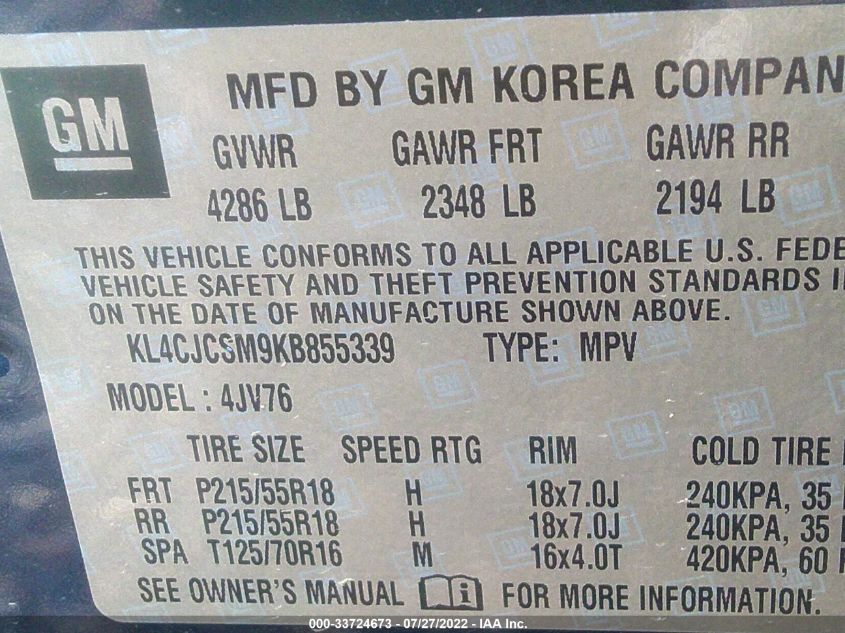 GM
MFD BY GM KOREA COMPAN
GVWR GAWR FRT GAWR RR
4286 LB 2348 LB 2194 LB
THIS VEHICLE CONFORMS TO ALL APPLICABLE U.S. FEDE
VEHICLE SAFETY AND THEFT PREVENTION STANDARDS I
ON THE DATE OF MANUFACTURE SHOWN ABOVE.
KL4CJCSM9KB855339 TYPE: MPV
MODEL : 4JV76
TIRE SIZE SPEED RTG RIM COLD TIRE
FRT P215/55R18 H 18x7.0J 240KPA, 35
RR P215/55R18 H 18x7.0J 240KPA, 35
SPA T125/70R16 M 16x4.0T 420KPA, 60
SEE OWNER'S MANUAL FOR MORE INFORMATION.
000-33724673 - 07/27/2022 - IAA Inc.